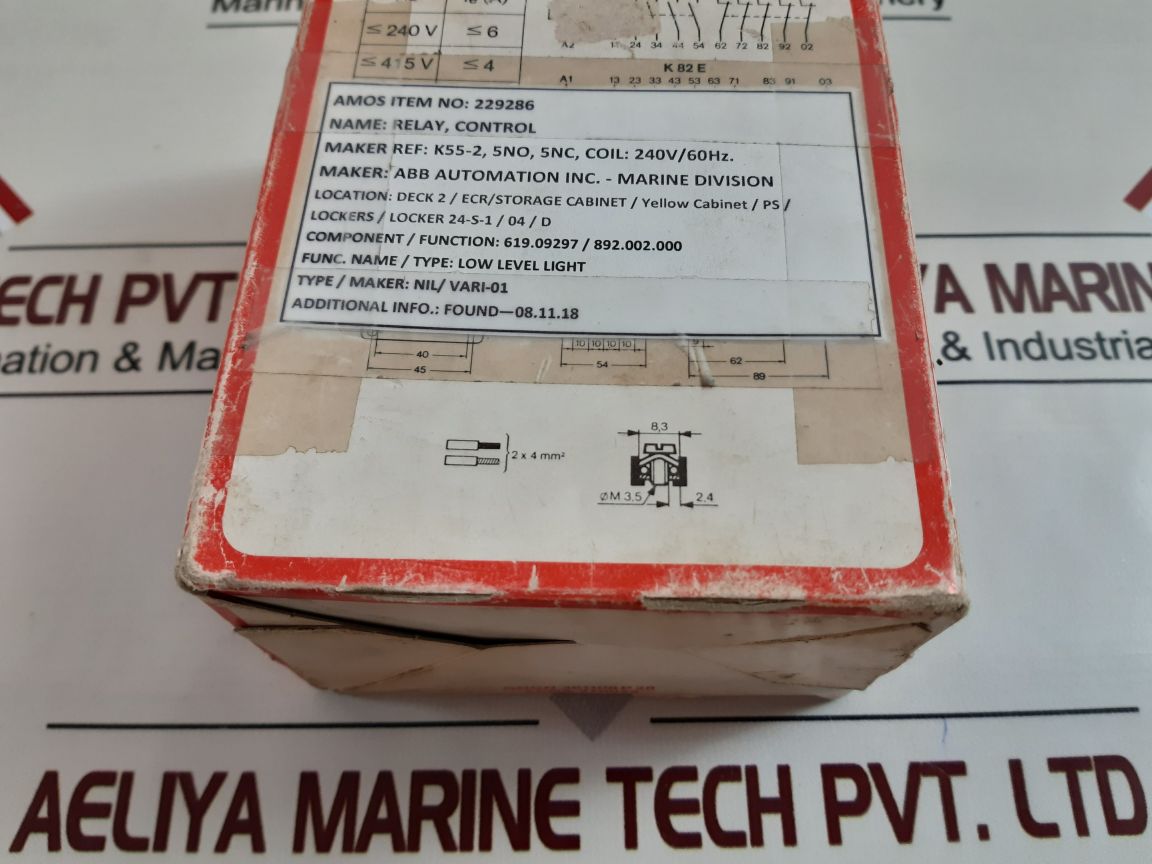 ≤ 240 V ≤ 6
A2 24 34 44 54 62 72 82 92 02
≤ 415 V ≤ 4
K 82 E
A1 13 23 33 43 53 63 71 83 91 03
AMOS ITEM NO: 229286
NAME: RELAY, CONTROL
MAKER REF: K55-2, 5NO, 5NC, COIL: 240V/60Hz.
MAKER: ABB AUTOMATION INC. - MARINE DIVISION
LOCATION: DECK 2 / ECR/STORAGE CABINET / Yellow Cabinet / PS /
LOCKERS / LOCKER 24-S-1 / 04 / D
COMPONENT / FUNCTION: 619.09297 / 892.002.000
FUNC. NAME / TYPE: LOW LEVEL LIGHT
TYPE / MAKER: NIL/ VARI-01
ADDITIONAL INFO.: FOUND—08.11.18
ECH PVT
A MARIN
ation & Ma
. & Industria
10 10 10 10
40
45
54
9
62
89
2 x 4 mm²
8,3
ØM 3,5
2.4
AELIYA MARINE TECH PVT. LTD